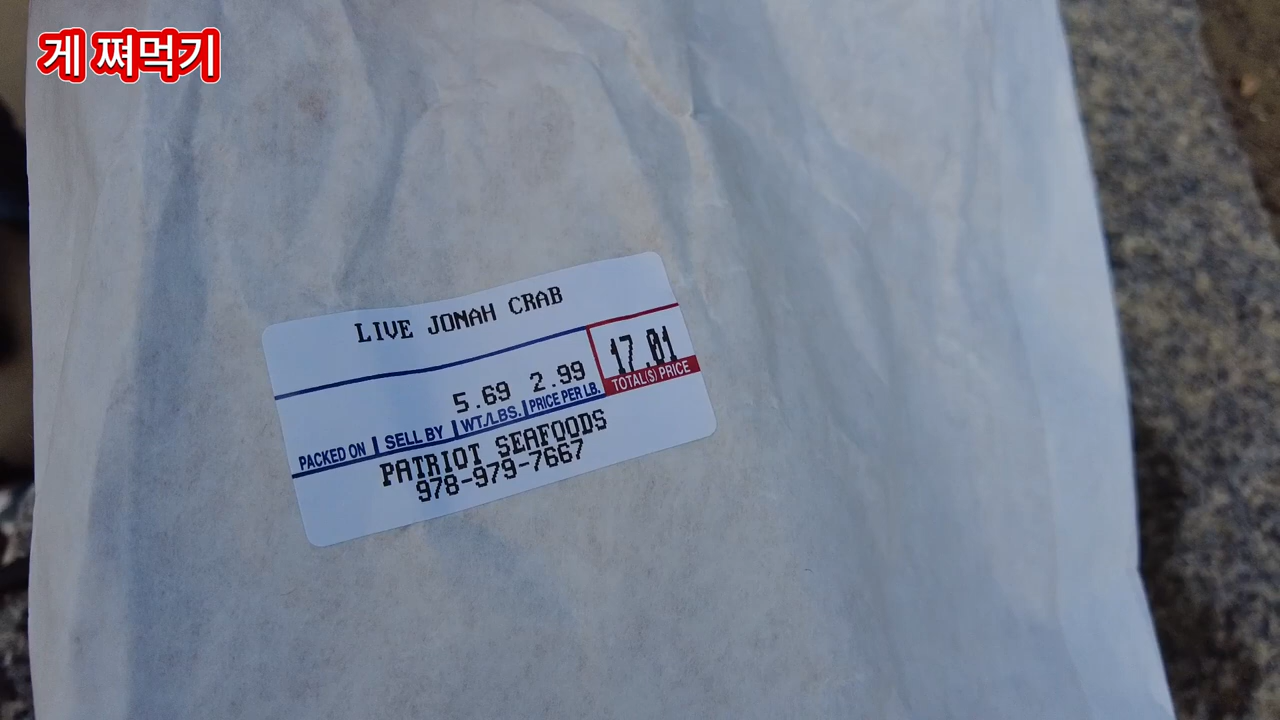 게 쪄먹기
LIVE JONAH CRAB
5.69 2.99 17.01
PACKED ON SELL BY WT./LBS. PRICE PER LB. TOTAL($) PRICE
PATRIOT SEAFOODS
978-979-7667